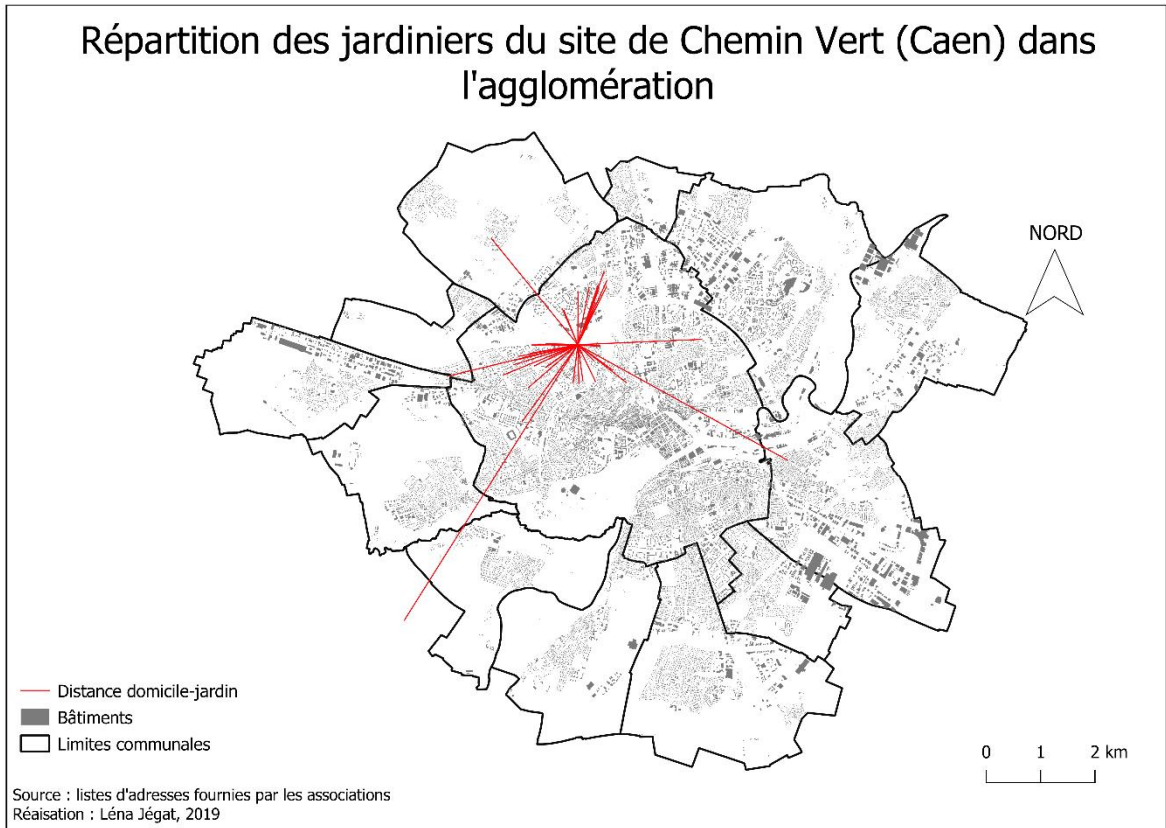 Répartition des jardiniers du site de Chemin Vert (Caen) dans
l'agglomération
NORD
Distance domicile-jardin
Bâtiments
Limites communales
0 1 2 km
Source : listes d'adresses fournies par les associations
Réaisation : Léna Jégat, 2019